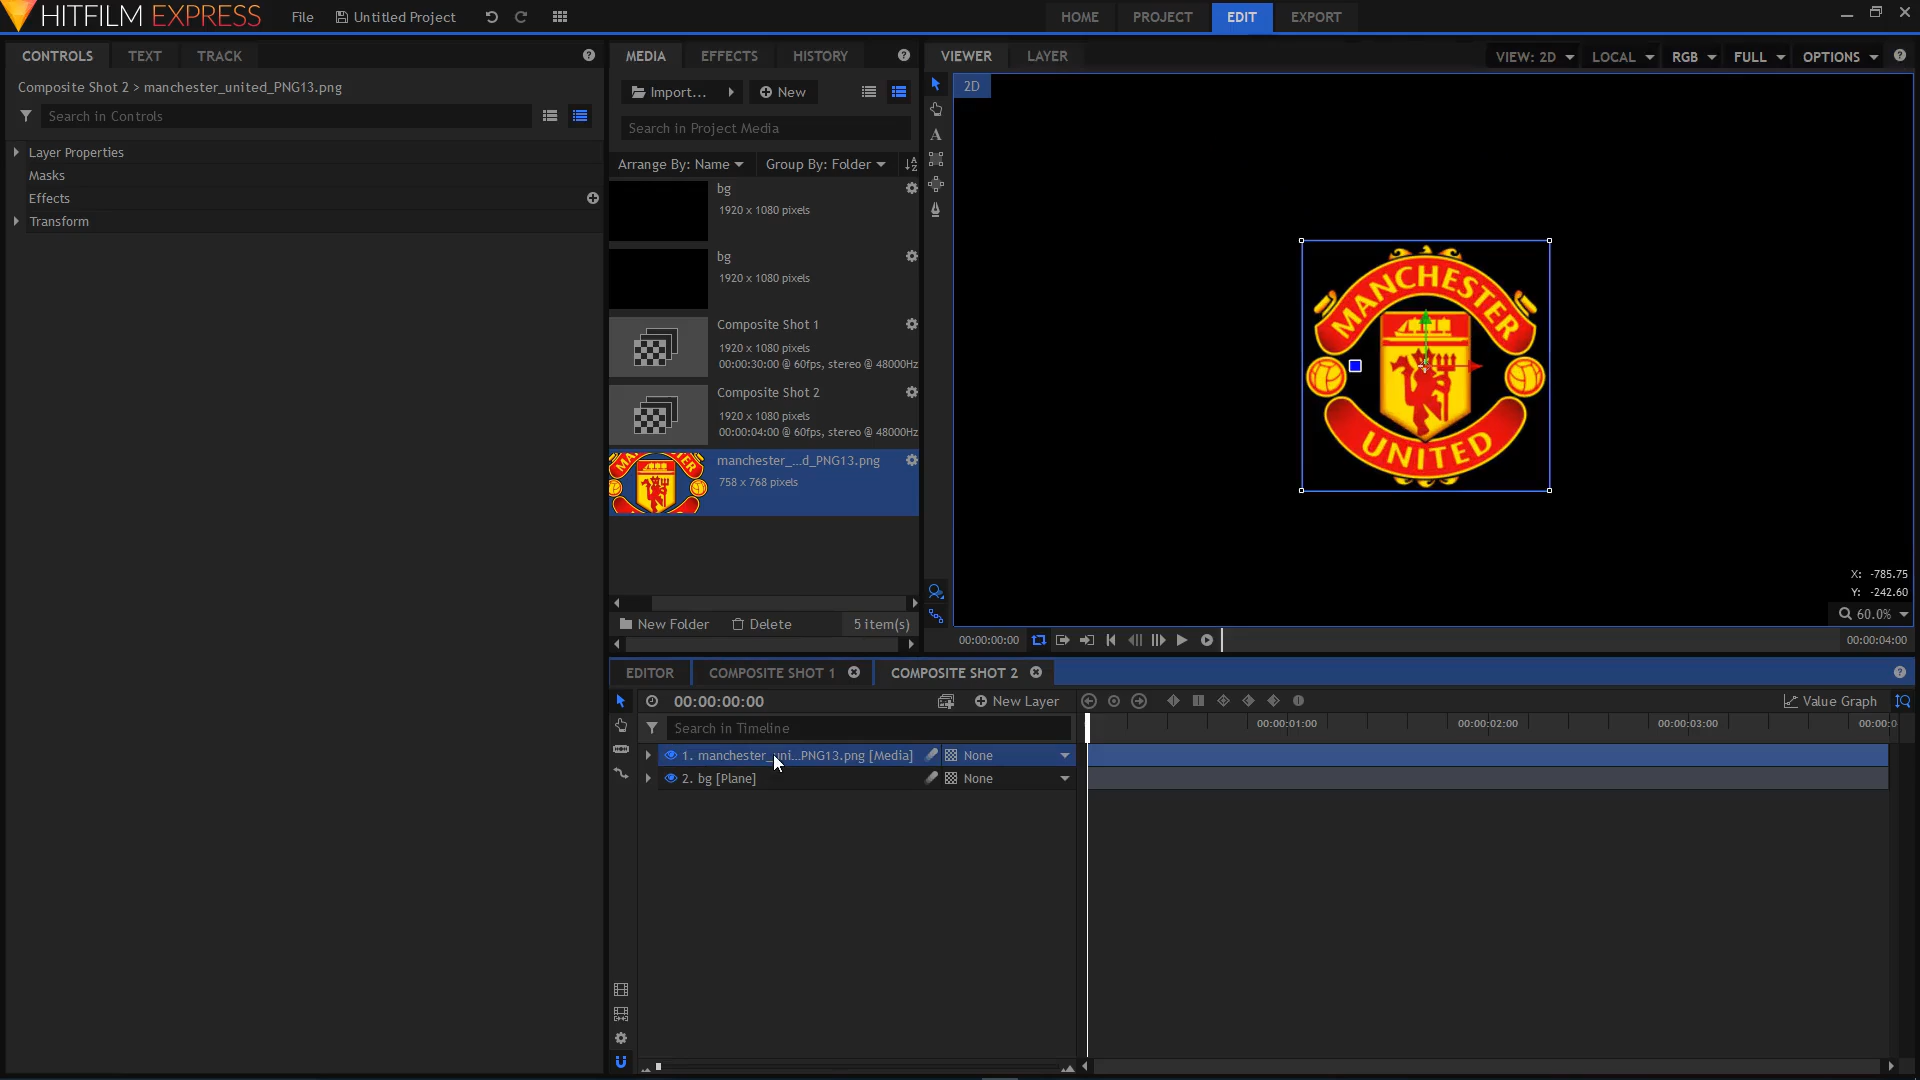 HITFILM EXPRESS
File
Untitled Project
HOME
PROJECT
EDIT
EXPORT
CONTROLS
TEXT
TRACK
Composite Shot 2 > manchester_united_PNG13.png
Search in Controls
Layer Properties
Masks
Effects
Transform
MEDIA
EFFECTS
HISTORY
Import...
New
Search in Project Media
Arrange By: Name
Group By: Folder
bg
1920 x 1080 pixels
bg
1920 x 1080 pixels
Composite Shot 1
1920 x 1080 pixels
00:00:30:00 @ 60fps, stereo @ 48000Hz
Composite Shot 2
1920 x 1080 pixels
00:00:04:00 @ 60fps, stereo @ 48000Hz
manchester_...d_PNG13.png
758 x 768 pixels
New Folder
Delete
5 item(s)
VIEWER
LAYER
VIEW: 2D
LOCAL
RGB
FULL
OPTIONS
2D
MANCHESTER
UNITED
X: -785.75
Y: -242.60
60.0%
00:00:00:00
00:00:04:00
EDITOR
COMPOSITE SHOT 1
COMPOSITE SHOT 2
00:00:00:00
New Layer
Value Graph
Search in Timeline
00:00:01:00
00:00:02:00
00:00:03:00
00:00:0
1. manchester_uni...PNG13.png [Media]
None
2. bg [Plane]
None